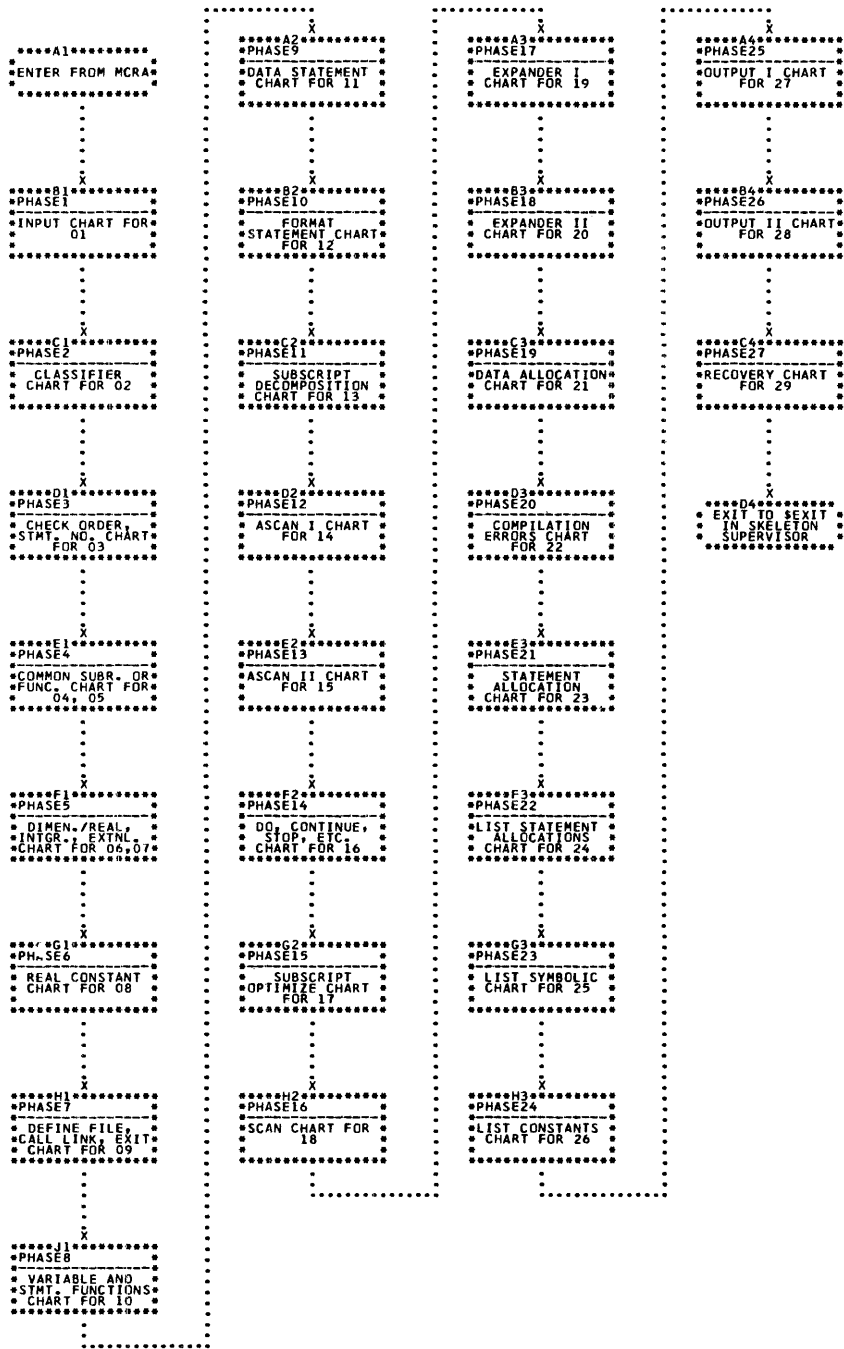 A1
ENTER FROM MCRA
B1
PHASE1
INPUT CHART FOR
01
C1
PHASE2
CLASSIFIER
CHART FOR 02
D1
PHASE3
CHECK ORDER,
STMT. NO. CHART
FOR 03
E1
PHASE4
COMMON SUBR. OR
FUNC. CHART FOR
04, 05
F1
PHASE5
DIMEN./REAL,
INTGR., EXTNL.
CHART FOR 06,07
G1
PHASE6
REAL CONSTANT
CHART FOR 08
H1
PHASE7
DEFINE FILE,
CALL LINK, EXIT
CHART FOR 09
J1
PHASE8
VARIABLE AND
STMT. FUNCTIONS
CHART FOR 10
A2
PHASE9
DATA STATEMENT
CHART FOR 11
B2
PHASE10
FORMAT
STATEMENT CHART
FOR 12
C2
PHASE11
SUBSCRIPT
DECOMPOSITION
CHART FOR 13
D2
PHASE12
ASCAN I CHART
FOR 14
E2
PHASE13
ASCAN II CHART
FOR 15
F2
PHASE14
DO, CONTINUE,
STOP, ETC.
CHART FOR 16
G2
PHASE15
SUBSCRIPT
OPTIMIZE CHART
FOR 17
H2
PHASE16
SCAN CHART FOR
18
A3
PHASE17
EXPANDER I
CHART FOR 19
B3
PHASE18
EXPANDER II
CHART FOR 20
C3
PHASE19
DATA ALLOCATION
CHART FOR 21
D3
PHASE20
COMPILATION
ERRORS CHART
FOR 22
E3
PHASE21
STATEMENT
ALLOCATION
CHART FOR 23
F3
PHASE22
LIST STATEMENT
ALLOCATIONS
CHART FOR 24
G3
PHASE23
LIST SYMBOLIC
CHART FOR 25
H3
PHASE24
LIST CONSTANTS
CHART FOR 26
A4
PHASE25
OUTPUT I CHART
FOR 27
B4
PHASE26
OUTPUT II CHART
FOR 28
C4
PHASE27
RECOVERY CHART
FOR 29
D4
EXIT TO $EXIT
IN SKELETON
SUPERVISOR